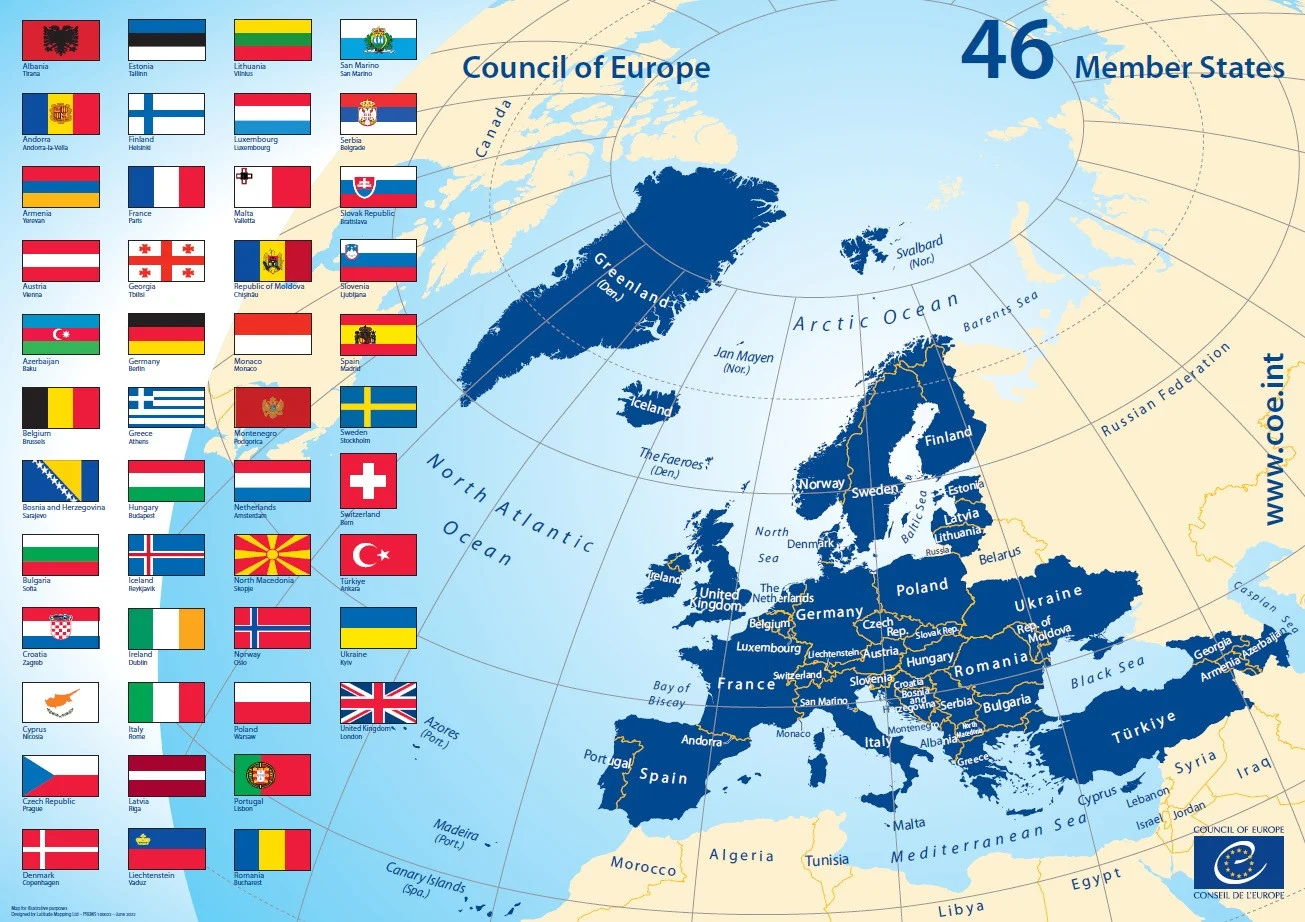 Council of Europe
46 Member States
Albania
Tirana
Andorra
Andorra-la-Vella
Armenia
Yerevan
Austria
Vienna
Azerbaijan
Baku
Belgium
Brussels
Bosnia and Herzegovina
Sarajevo
Bulgaria
Sofia
Croatia
Zagreb
Cyprus
Nicosia
Czech Republic
Prague
Denmark
Copenhagen
Estonia
Tallinn
Finland
Helsinki
France
Paris
Georgia
Tbilisi
Germany
Berlin
Greece
Athens
Hungary
Budapest
Iceland
Reykjavik
Ireland
Dublin
Italy
Rome
Latvia
Riga
Liechtenstein
Vaduz
Lithuania
Vilnius
Luxembourg
Luxembourg
Malta
Valletta
Republic of Moldova
Chișinău
Monaco
Monaco
Montenegro
Podgorica
Netherlands
Amsterdam
North Macedonia
Skopje
Norway
Oslo
Poland
Warsaw
Portugal
Lisbon
Romania
Bucharest
San Marino
San Marino
Serbia
Belgrade
Slovak Republic
Bratislava
Slovenia
Ljubljana
Spain
Madrid
Sweden
Stockholm
Switzerland
Bern
Türkiye
Ankara
Ukraine
Kyiv
United Kingdom
London
Canada
Greenland
(Den.)
Svalbard
(Nor.)
Arctic Ocean
Barents Sea
Jan Mayen
(Nor.)
Iceland
The Faeroes
(Den.)
North Atlantic
Ocean
Russian Federation
www.coe.int
Finland
Norway
Sweden
Estonia
Baltic Sea
Latvia
Lithuania
Russia
Belarus
North
Sea
Denmark
Ireland
United
Kingdom
The
Netherlands
Belgium
Germany
Poland
Ukraine
Luxembourg
Czech
Rep.
Slovak Rep.
Rep. of
Moldova
Liechtenstein
Austria
Hungary
Romania
France
Switzerland
Slovenia
Croatia
Bosnia
and
Herzegovina
Serbia
Bulgaria
San Marino
Bay of
Biscay
Monaco
Italy
Montenegro
Albania
North
Macedonia
Greece
Andorra
Portugal
Spain
Azores
(Port.)
Madeira
(Port.)
Canary Islands
(Spa.)
Black Sea
Caspian Sea
Georgia
Armenia
Azerbaijan
Türkiye
Cyprus
Syria
Iraq
Lebanon
Israel
Jordan
Malta
Mediterranean Sea
Morocco
Algeria
Tunisia
Libya
Egypt
COUNCIL OF EUROPE
CONSEIL DE L'EUROPE
Map for illustrative purposes